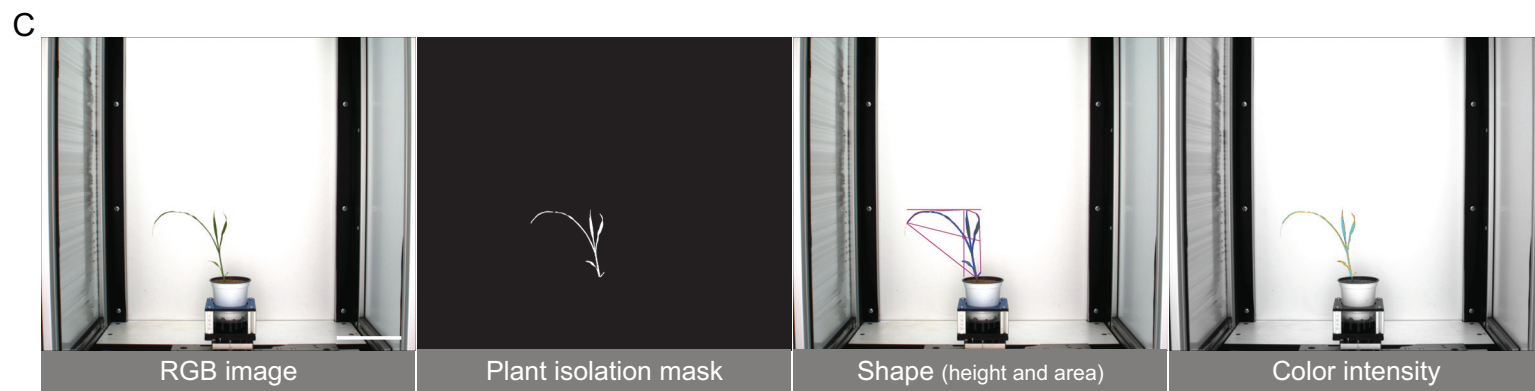 C
RGB image
Plant isolation mask
Shape (height and area)
Color intensity